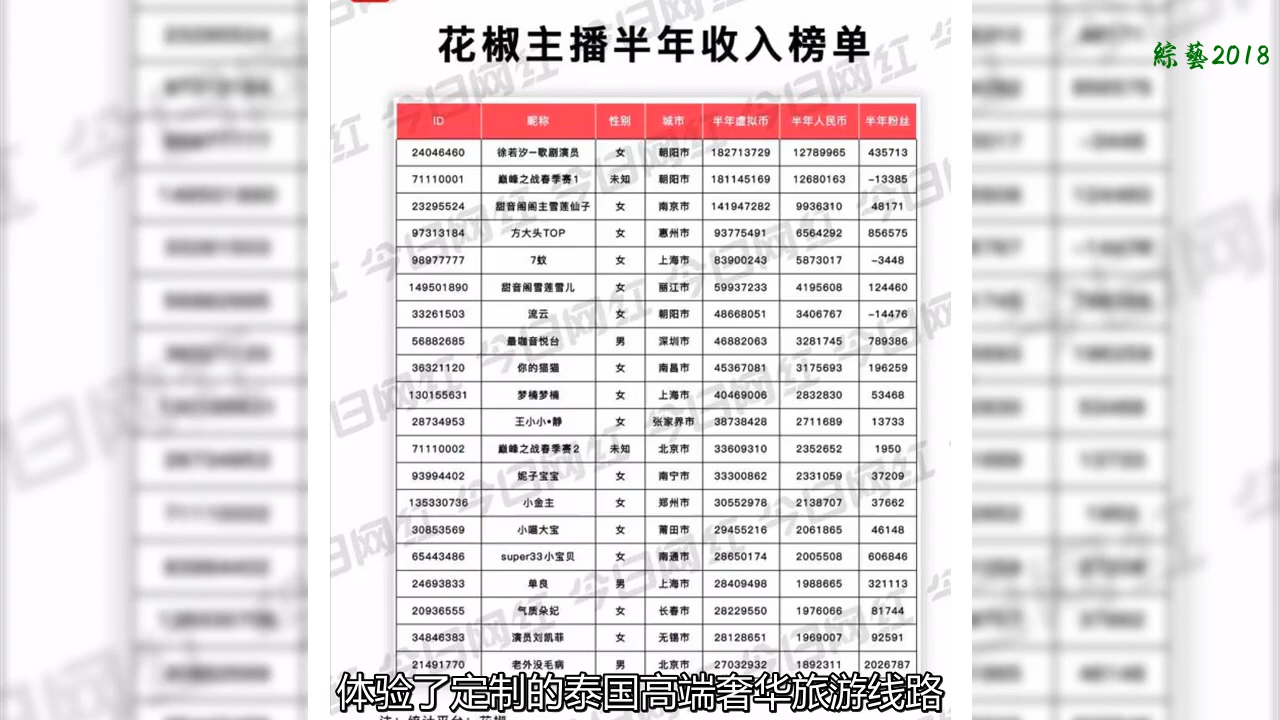 花椒主播半年收入榜单
綜藝2018
ID 昵称 性别 城市 半年虚拟币 半年人民币 半年粉丝
24046460 徐若汐—歌剧演员 女 朝阳市 182713729 12789965 435713
71110001 巅峰之战春季赛1 未知 朝阳市 181145169 12680163 -13385
23295524 甜音阁阁主雪莲仙子 女 南京市 141947282 9936310 48171
97313184 方大头TOP 女 惠州市 93775491 6564292 856575
98977777 7蚊 女 上海市 83900243 5873017 -3448
149501890 甜音阁雪莲雪儿 女 丽江市 59937233 4195608 124460
33261503 流云 女 朝阳市 48668051 3406767 -14476
56882685 最咖音悦台 男 深圳市 46882063 3281745 789386
36321120 你的猫猫 女 南昌市 45367081 3175693 196259
130155631 梦楠梦楠 女 上海市 40469006 2832830 53468
28734953 王小小•静 女 张家界市 38738428 2711689 13733
71110002 巅峰之战春季赛2 未知 北京市 33609310 2352652 1950
93994402 妮子宝宝 女 南宁市 33300862 2331059 37209
135330736 小金主 女 郑州市 30552978 2138707 37662
30853569 小喵大宝 女 莆田市 29455216 2061865 46148
65443486 super33小宝贝 女 南通市 28650174 2005508 606846
24693833 单良 男 上海市 28409498 1988665 321113
20936555 气质朵妃 女 长春市 28229550 1976066 81744
34846383 演员刘凯菲 女 无锡市 28128651 1969007 92591
21491770 老外没毛病 男 北京市 27032932 1892311 2026787
体验了定制的泰国高端奢华旅游线路
注：统计平台：花椒
今日网红